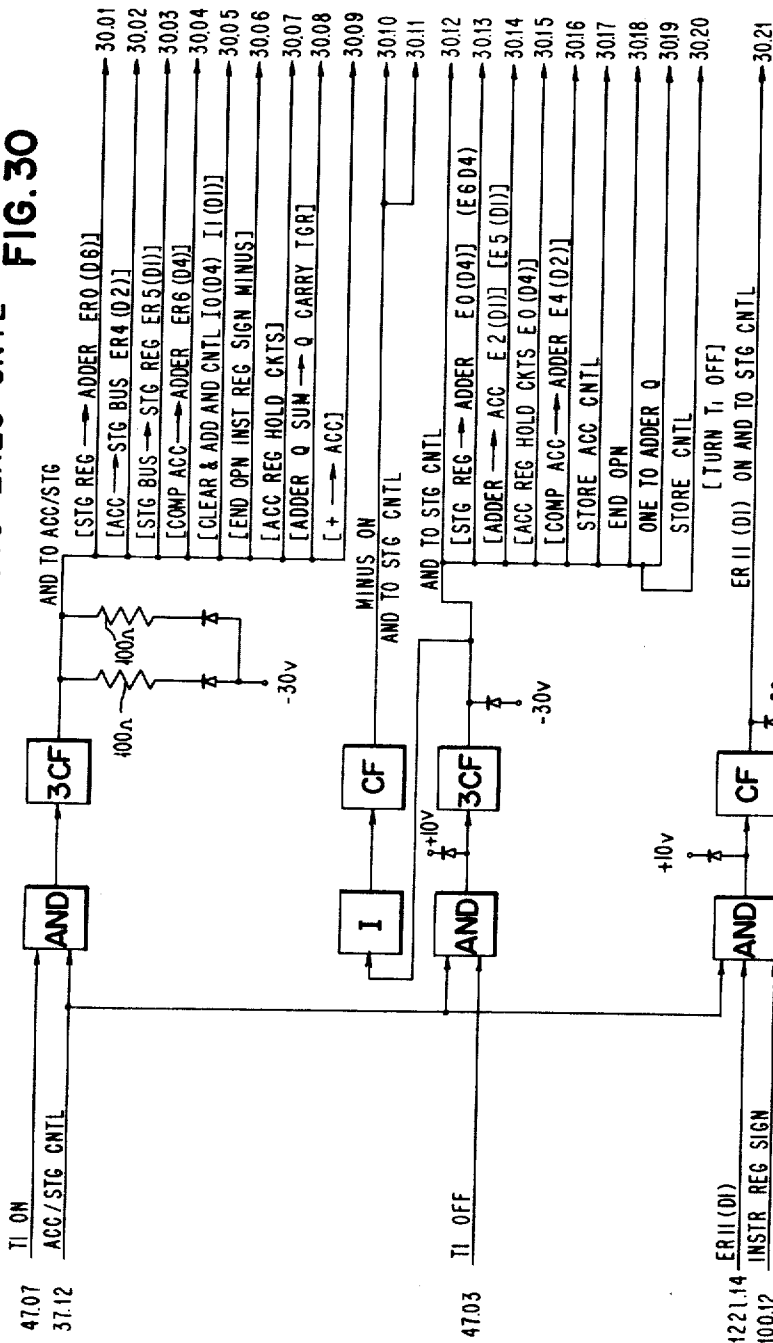 FIG. 30
47.07 T1 ON
37.12 ACC/STG CNTL
AND
3CF
100Ω
100Ω
-30v
AND TO ACC/STG
[STG REG → ADDER ER0 (D6)] 30.01
[ACC → STG BUS ER4 (D2)] 30.02
[STG BUS → STG REG ER5 (D1)] 30.03
[COMP ACC → ADDER ER6 (D4)] 30.04
[CLEAR & ADD AND CNTL I0 (D4) I1 (D1)] 30.05
[END OPN INST REG SIGN MINUS] 30.06
[ACC REG HOLD CKTS] 30.07
[ADDER Q SUM → Q CARRY TGR] 30.08
[+ → ACC] 30.09
I
CF
MINUS ON
AND TO STG CNTL
30.10
30.11
47.03 T1 OFF
AND
+10v
3CF
-30v
AND TO STG CNTL 30.12
[STG REG → ADDER E0 (D4)] (E6D4) 30.13
[ADDER → ACC E2 (D1)] [E5 (D1)] 30.14
[ACC REG HOLD CKTS E0 (D4)] 30.15
[COMP ACC → ADDER E4 (D2)] 30.16
STORE ACC CNTL 30.17
END OPN 30.18
ONE TO ADDER Q 30.19
STORE CNTL 30.20
[TURN T1 OFF]
1221.14 ER11 (D1)
100.12 INSTR REG SIGN
AND
+10v
CF
ER11 (D1) ON AND TO STG CNTL 30.21